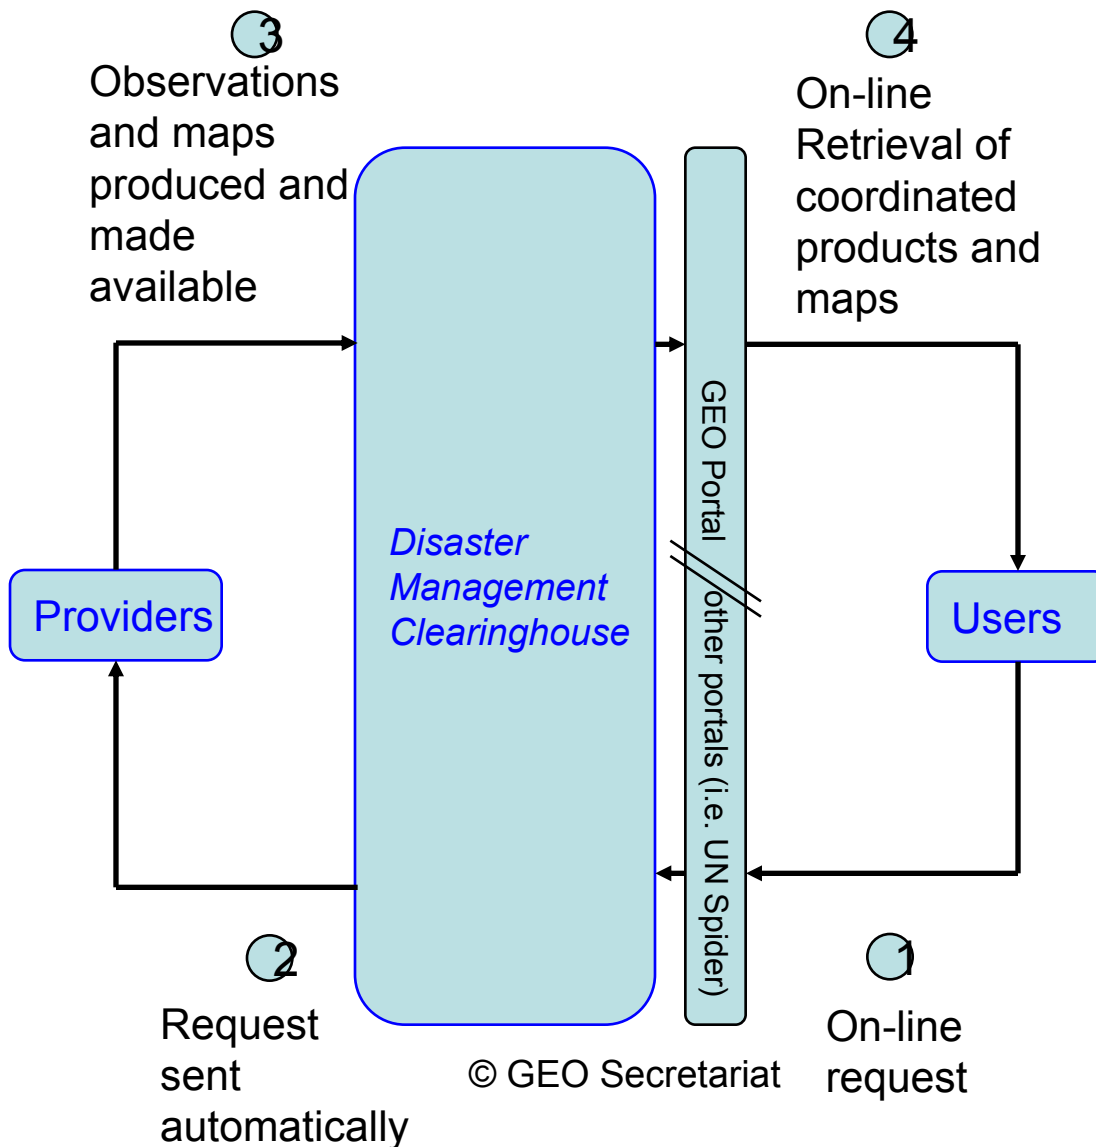 3
Observations
and maps
produced and
made
available
4
On-line
Retrieval of
coordinated
products and
maps
Disaster
Management
Clearinghouse
GEO Portal
other portals (i.e. UN Spider)
Providers
Users
2
Request
sent
automatically
1
On-line
request
© GEO Secretariat